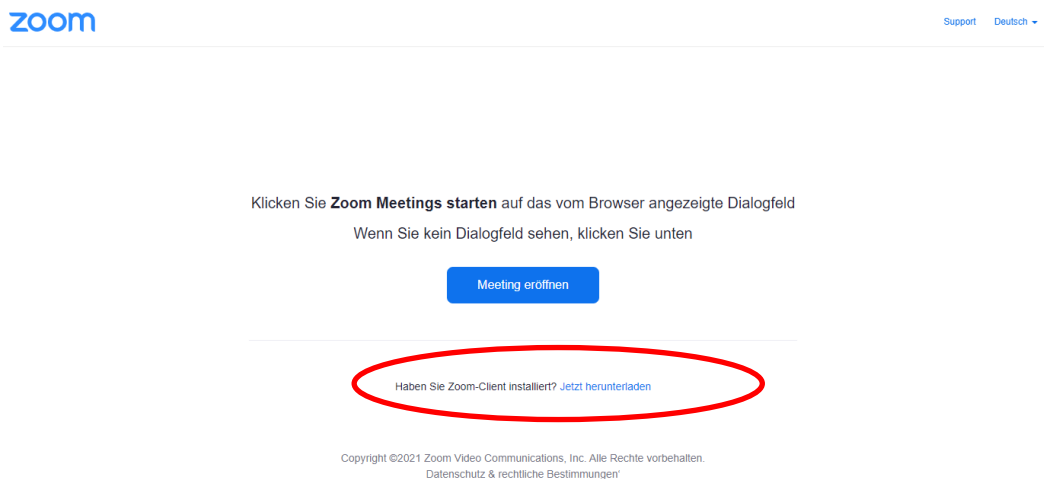 zoom
Support Deutsch
Klicken Sie Zoom Meetings starten auf das vom Browser angezeigte Dialogfeld
Wenn Sie kein Dialogfeld sehen, klicken Sie unten
Meeting eröffnen
Haben Sie Zoom-Client installiert? Jetzt herunterladen
Copyright ©2021 Zoom Video Communications, Inc. Alle Rechte vorbehalten.
Datenschutz & rechtliche Bestimmungen'